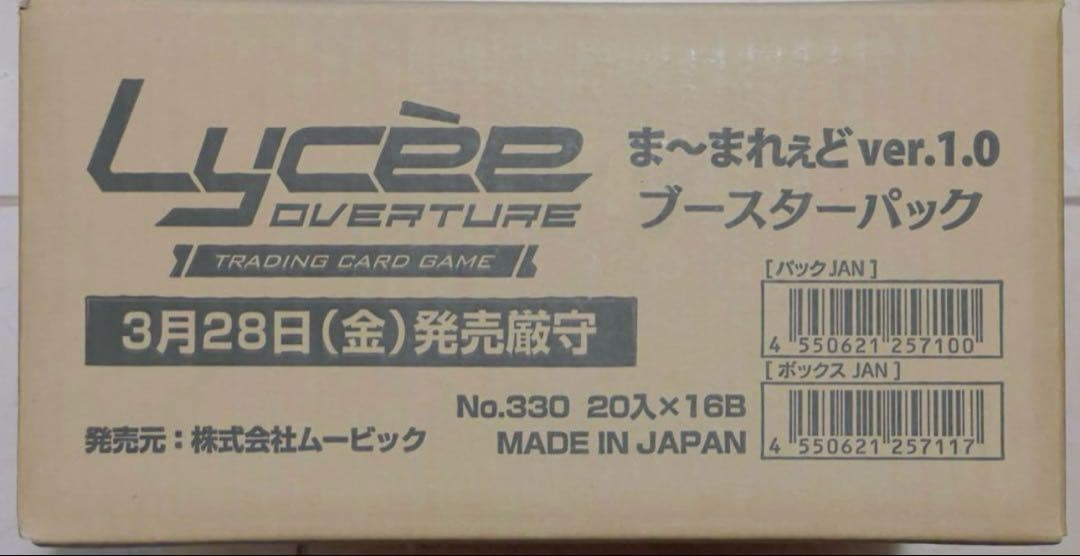 Lycèe
OVERTURE
TRADING CARD GAME
ま〜まれぇど ver.1.0
ブースターパック
3月28日(金)発売厳守
[パックJAN]
4 550621 257100
[ボックス JAN]
4 550621 257117
No.330 20入×16B
発売元：株式会社ムービック
MADE IN JAPAN